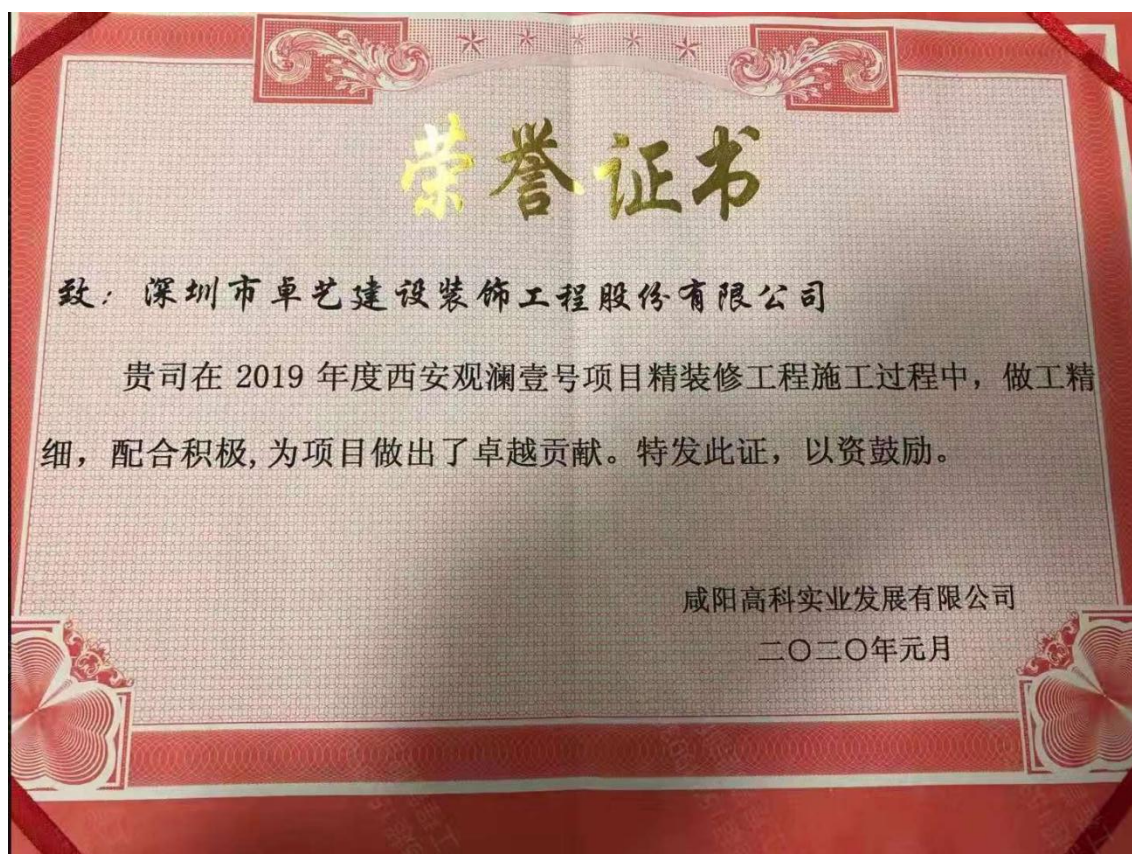 荣誉证书
致：深圳市卓艺建设装饰工程股份有限公司
贵司在 2019 年度西安观澜壹号项目精装修工程施工过程中，做工精
细，配合积极,为项目做出了卓越贡献。特发此证，以资鼓励。
咸阳高科实业发展有限公司
二〇二〇年元月